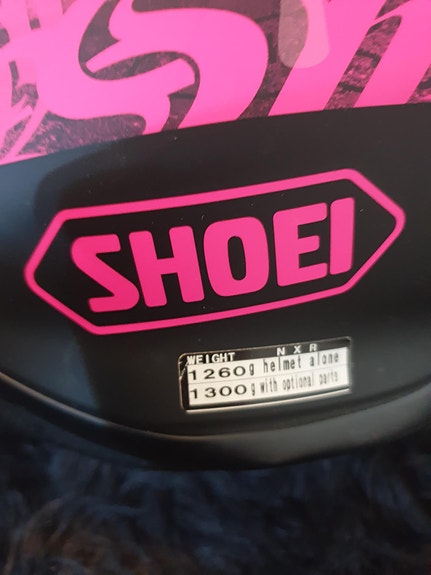 SHOEI
WEIGHT NXR
1260g helmet alone
1300g with optional parts